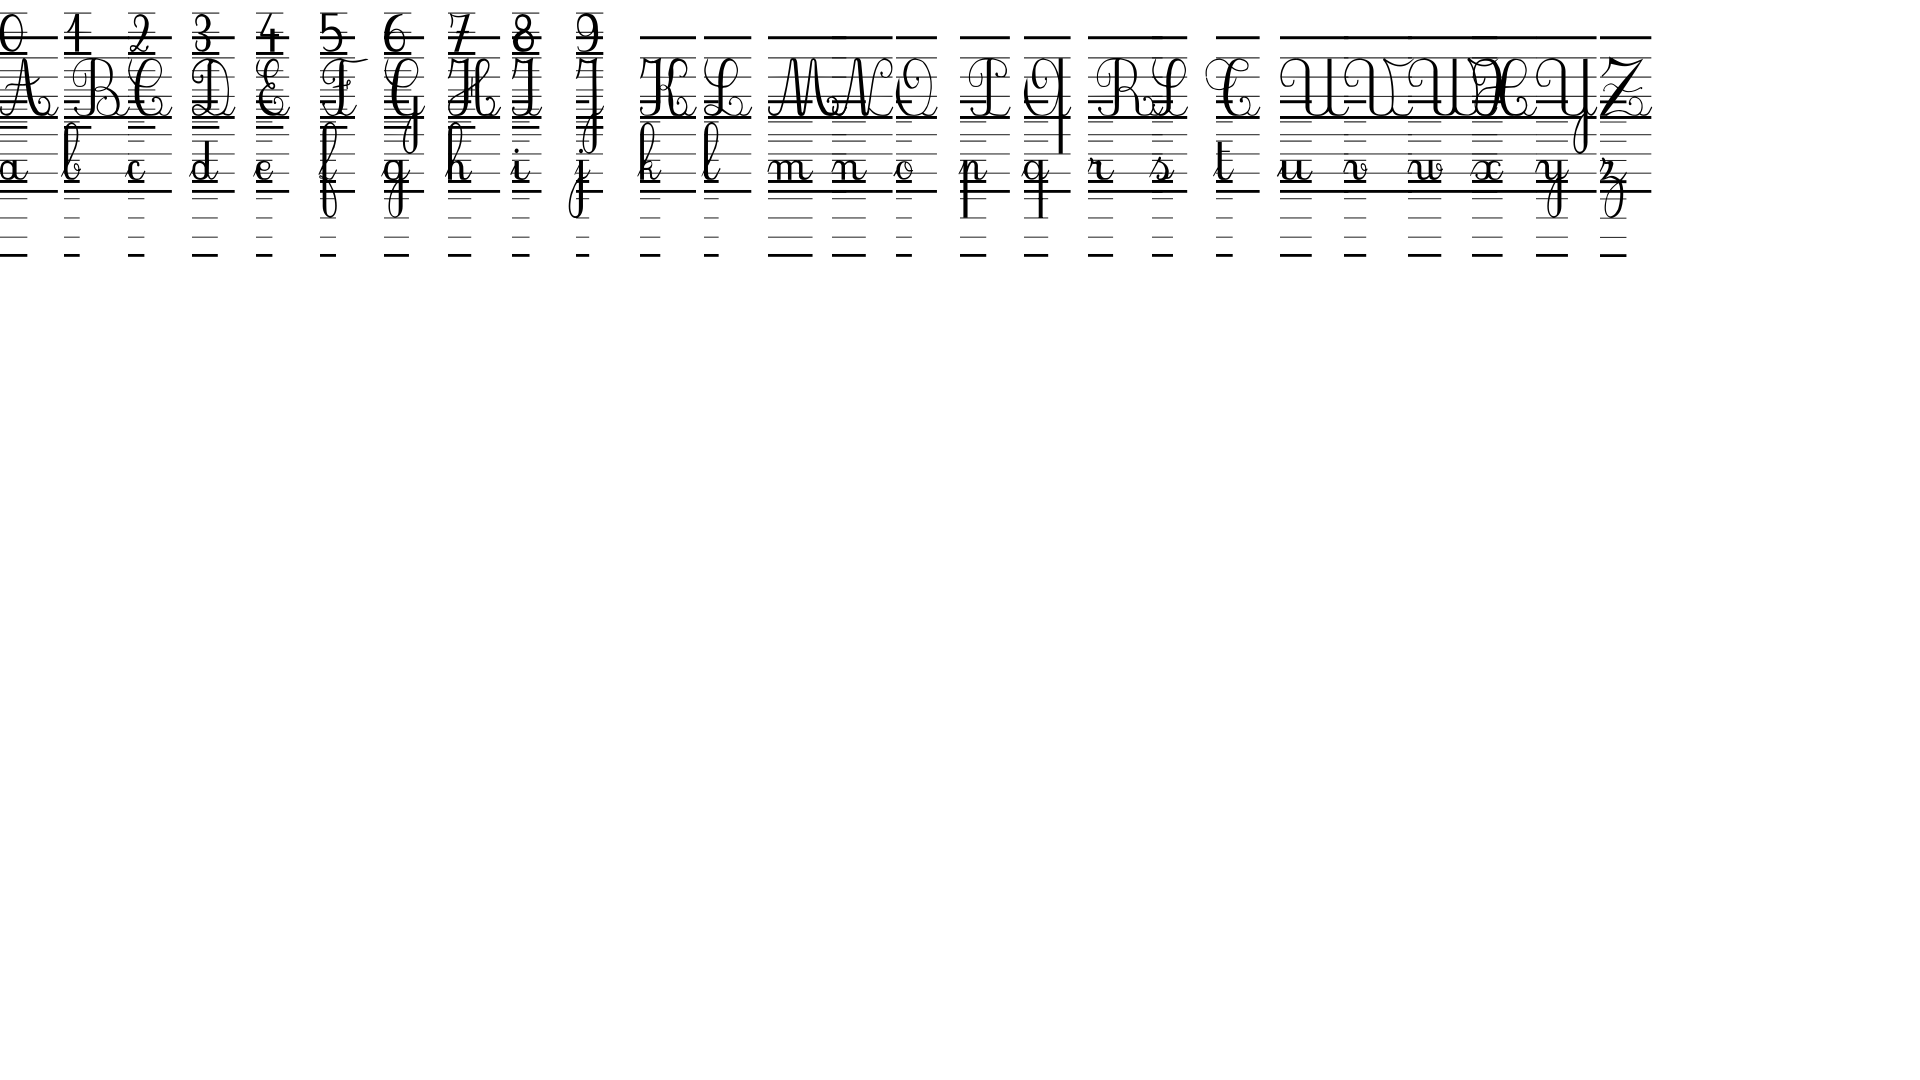 0 1 2 3 4 5 6 7 8 9
A B C D E F G H I J K L M N O P Q R S T U V W X Y Z
a b c d e f g h i j k l m n o p q r s t u v w x y z